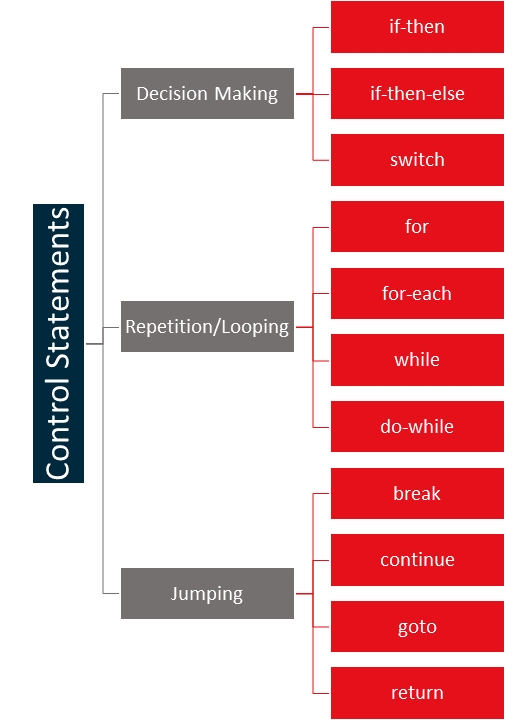 Control Statements
Decision Making
if-then
if-then-else
switch
Repetition/Looping
for
for-each
while
do-while
Jumping
break
continue
goto
return